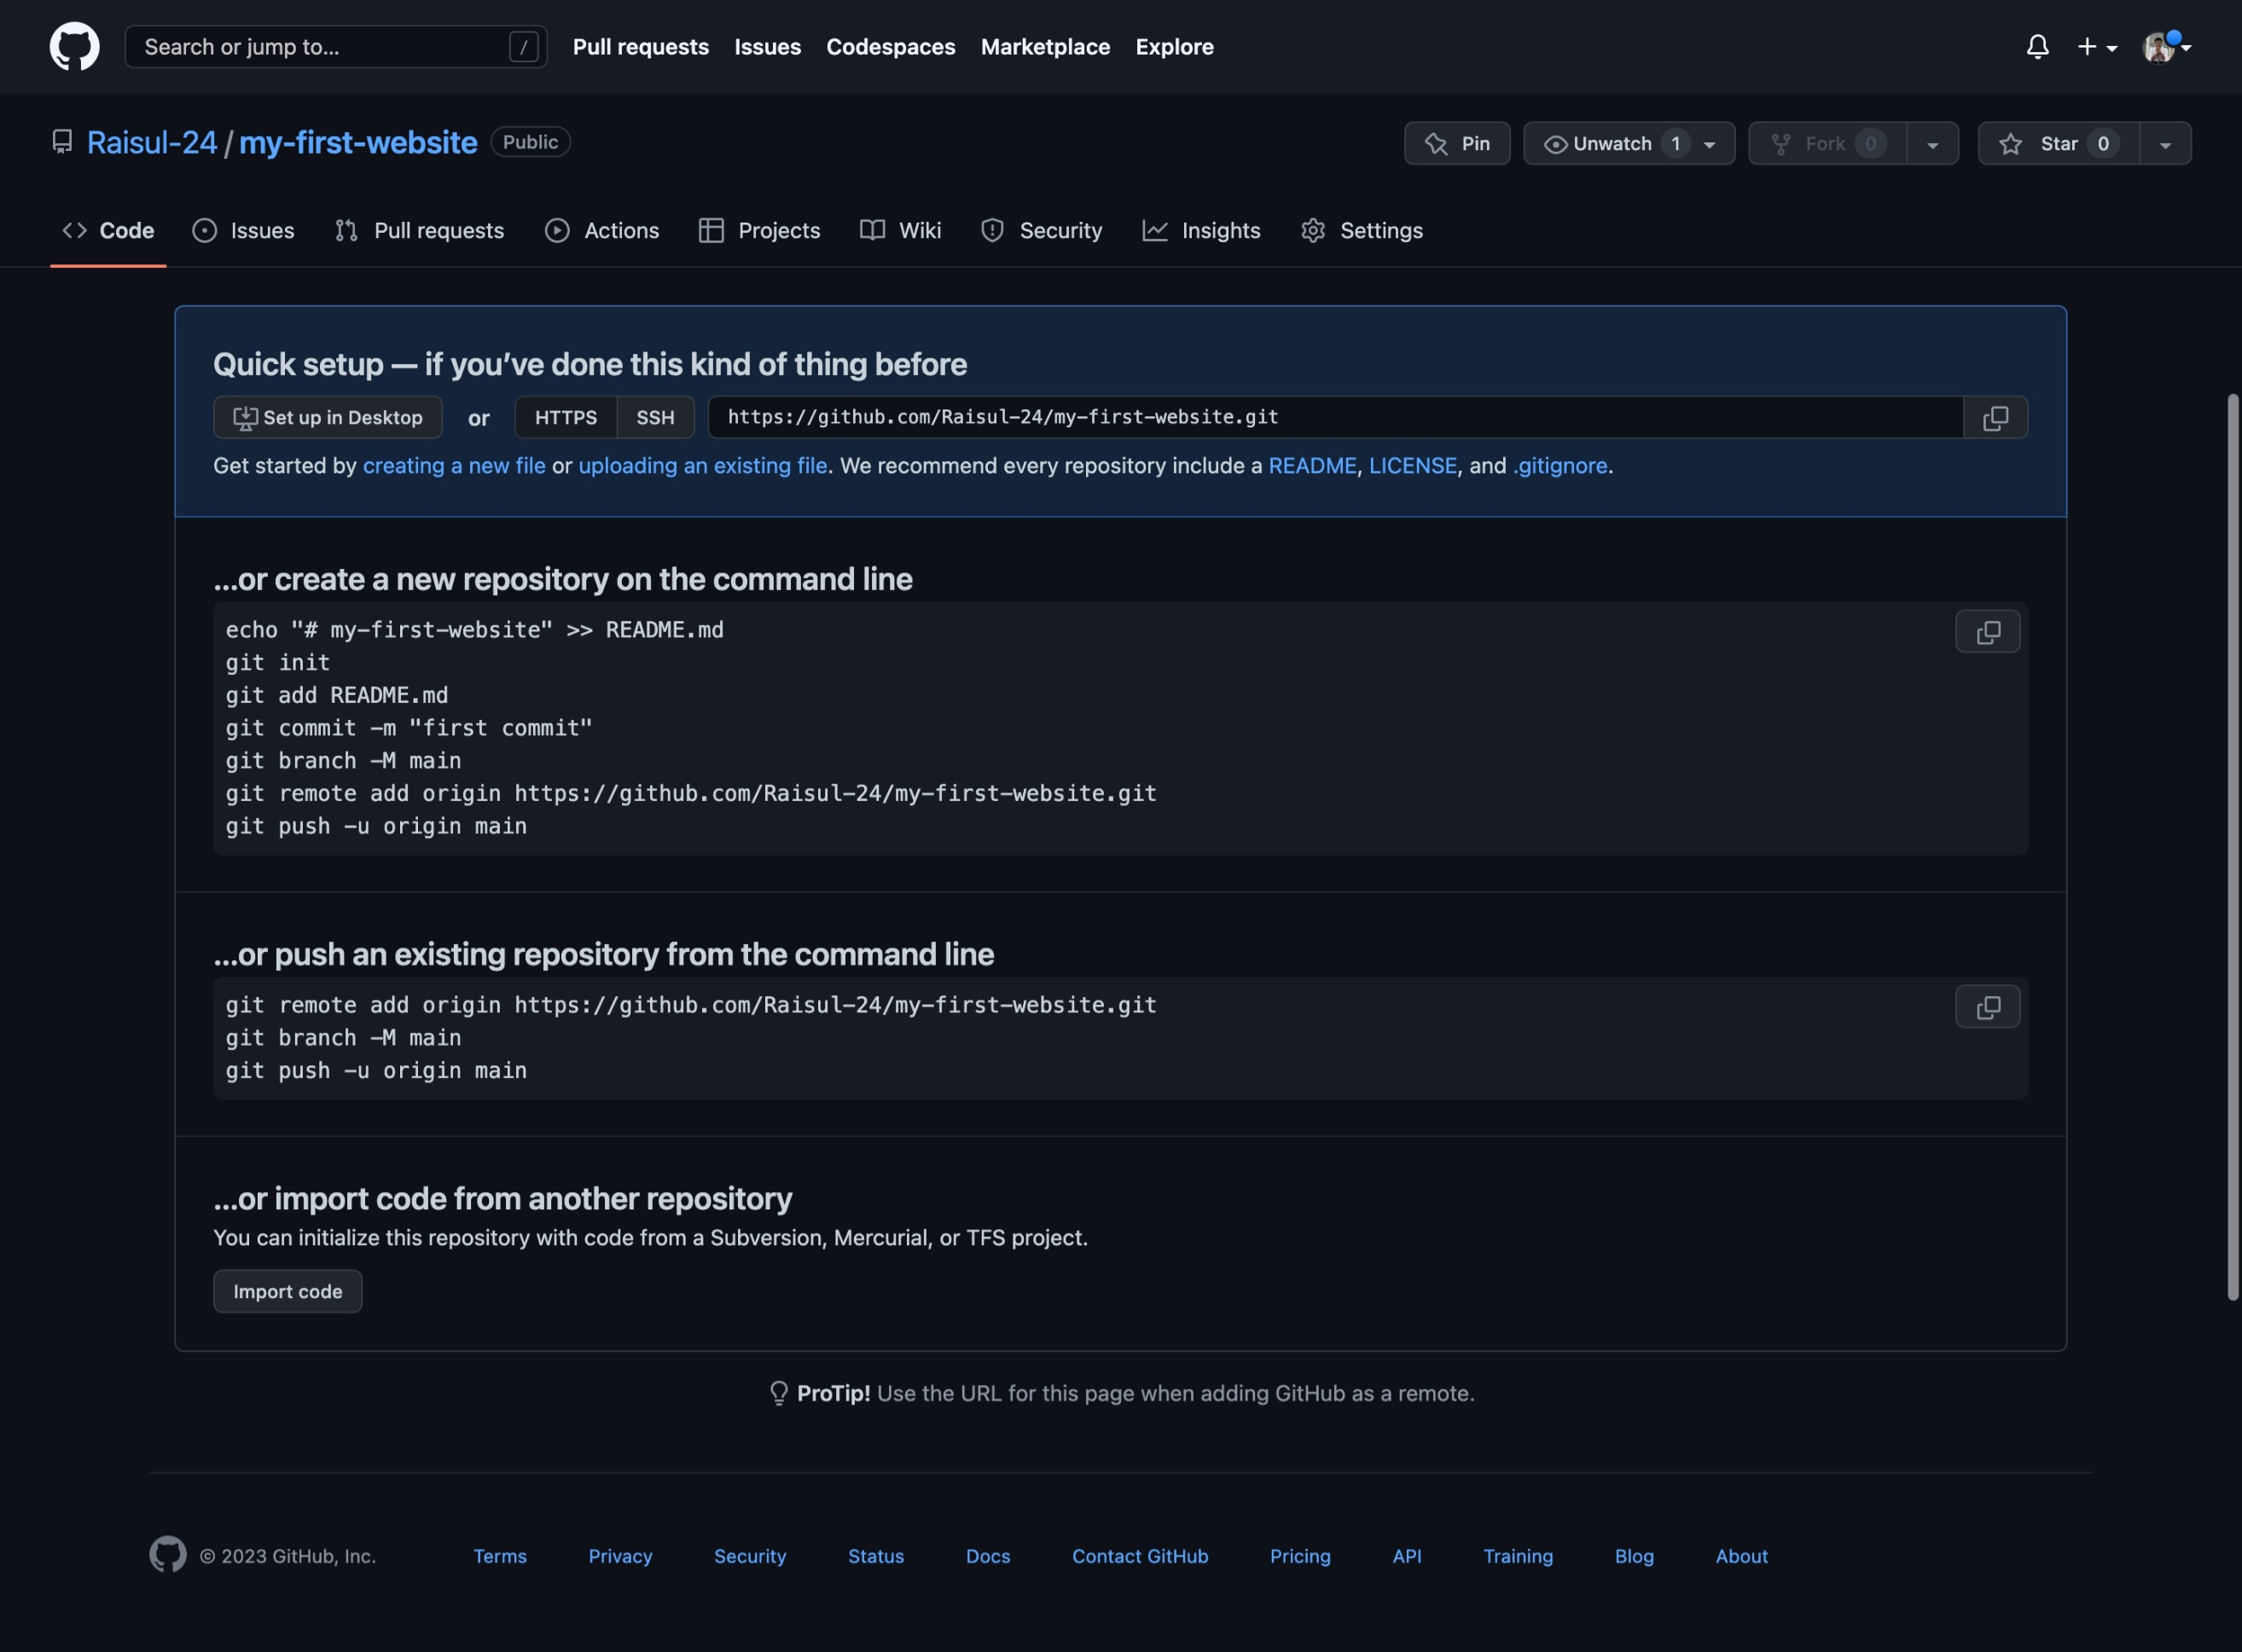 Search or jump to... /
Pull requests Issues Codespaces Marketplace Explore
Raisul-24 / my-first-website Public
Pin Unwatch 1 Fork 0 Star 0
Code Issues Pull requests Actions Projects Wiki Security Insights Settings
Quick setup — if you’ve done this kind of thing before
Set up in Desktop or HTTPS SSH https://github.com/Raisul-24/my-first-website.git
Get started by creating a new file or uploading an existing file. We recommend every repository include a README, LICENSE, and .gitignore.
…or create a new repository on the command line
echo "# my-first-website" >> README.md
git init
git add README.md
git commit -m "first commit"
git branch -M main
git remote add origin https://github.com/Raisul-24/my-first-website.git
git push -u origin main
…or push an existing repository from the command line
git remote add origin https://github.com/Raisul-24/my-first-website.git
git branch -M main
git push -u origin main
…or import code from another repository
You can initialize this repository with code from a Subversion, Mercurial, or TFS project.
Import code
ProTip! Use the URL for this page when adding GitHub as a remote.
© 2023 GitHub, Inc. Terms Privacy Security Status Docs Contact GitHub Pricing API Training Blog About